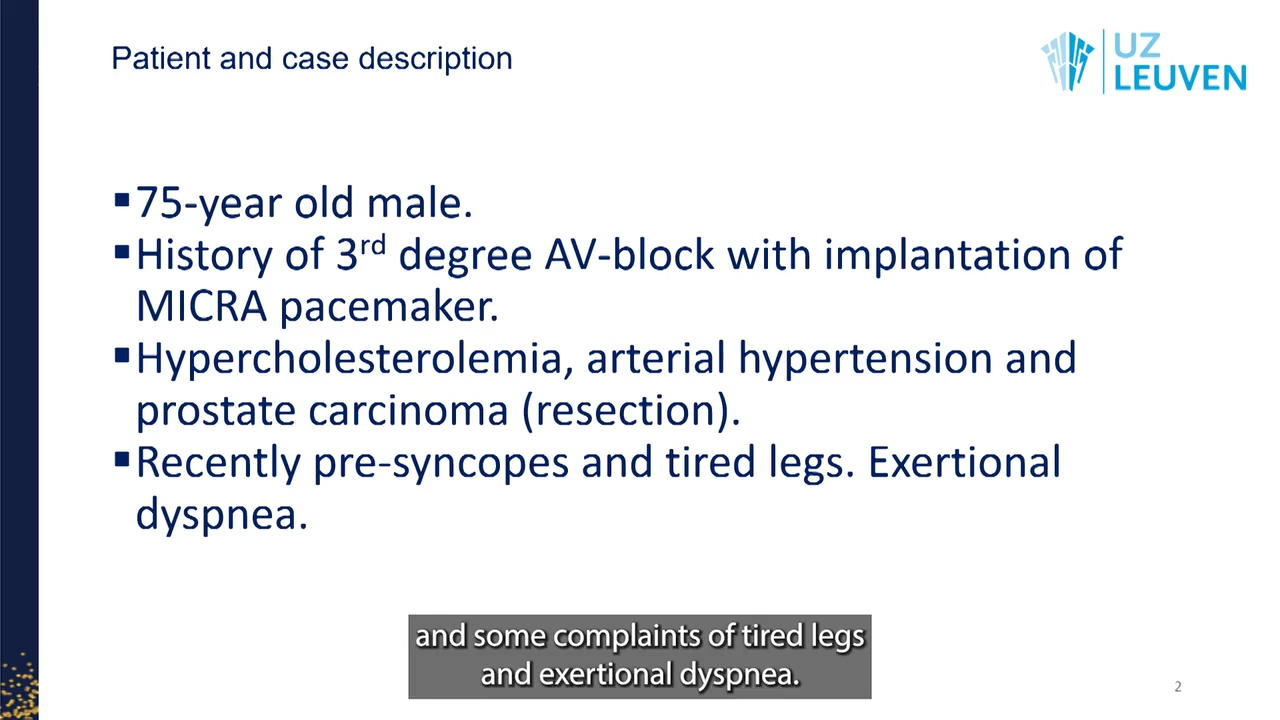 Patient and case description
UZ
LEUVEN
▪75-year old male.
▪History of 3rd degree AV-block with implantation of
MICRA pacemaker.
▪Hypercholesterolemia, arterial hypertension and
prostate carcinoma (resection).
▪Recently pre-syncopes and tired legs. Exertional
dyspnea.
and some complaints of tired legs
and exertional dyspnea.
2